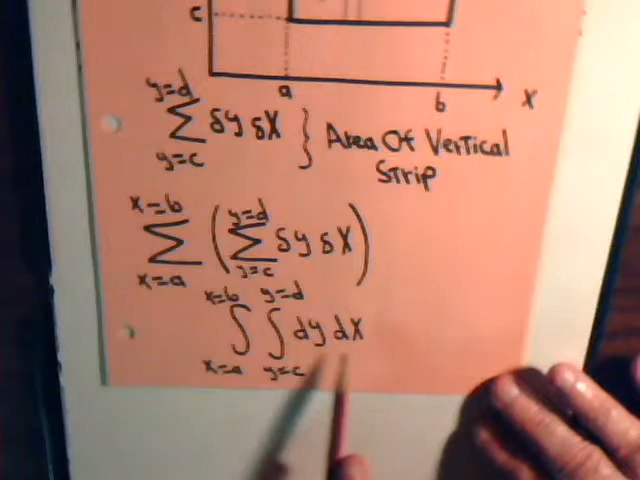 c
a b x
y=d
∑ δy δx } Area Of Vertical
y=c Strip
x=b y=d
∑ ( ∑ δy δx )
x=a y=c
x=b y=d
∫ ∫ dy dx
x=a y=c